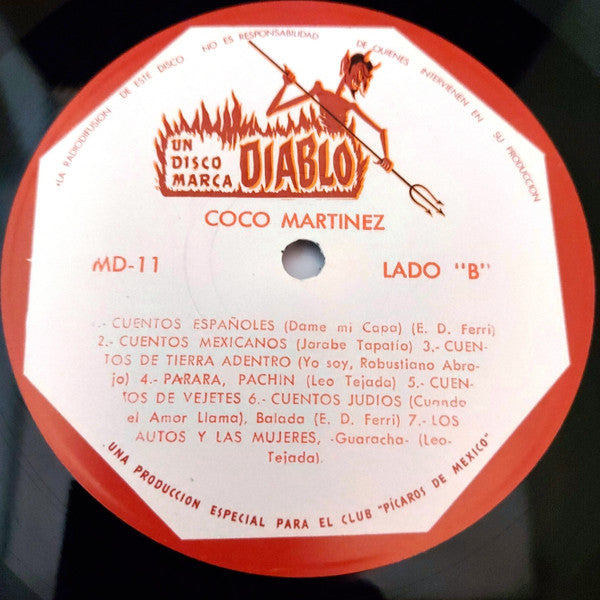 •LA RADIODIFUSION DE ESTE DISCO NO ES RESPONSABILIDAD DE QUIENES INTERVIENEN EN SU PRODUCCION
UN
DISCO
MARCA DIABLO
COCO MARTINEZ
MD-11 LADO "B"
.- CUENTOS ESPAÑOLES (Dame mi Capa) (E. D. Ferri)
2.- CUENTOS MEXICANOS (Jarabe Tapatío) 3.- CUEN-
TOS DE TIERRA ADENTRO (Yo soy, Robustiano Abro-
jo) 4.- PARARA, PACHIN (Leo Tejada) 5.- CUEN-
TOS DE VEJETES 6.- CUENTOS JUDIOS (Cuando
el Amor Llama), Balada (E. D. Ferri) 7.- LOS
AUTOS Y LAS MUJERES, -Guaracha- (Leo-
Tejada).
UNA PRODUCCION ESPECIAL PARA EL CLUB "PÍCAROS DE MEXICO"